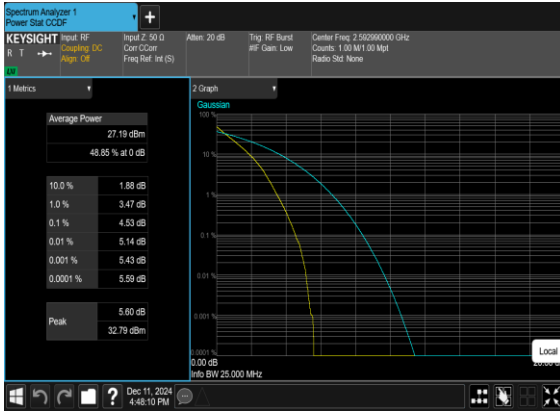 Spectrum Analyzer 1
Power Stat CCDF
KEYSIGHT
R T
LV
Input: RF
Coupling: DC
Align: Off
Input Z: 50 Ω
Corr CCorr
Freq Ref: Int (S)
Atten: 20 dB
Trig: RF Burst
#IF Gain: Low
Center Freq: 2.592990000 GHz
Counts: 1.00 M/1.00 Mpt
Radio Std: None
1 Metrics
Average Power
27.19 dBm
48.85 % at 0 dB
10.0 % 1.88 dB
1.0 % 3.47 dB
0.1 % 4.53 dB
0.01 % 5.14 dB
0.001 % 5.43 dB
0.0001 % 5.59 dB
Peak
5.60 dB
32.79 dBm
2 Graph
Gaussian
100 %
10 %
1 %
0.1 %
0.01 %
0.001 %
0.0001 %
0.00 dB
Info BW 25.000 MHz
Local
Dec 11, 2024
4:48:10 PM